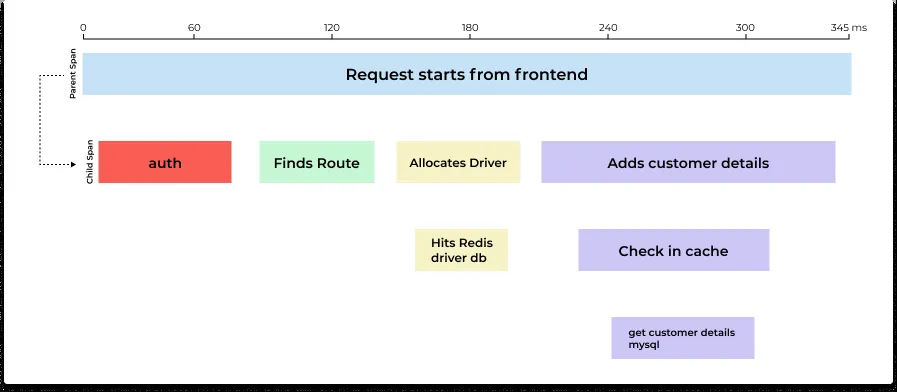 0 60 120 180 240 300 345 ms
Parent Span
Request starts from frontend
Child Span
auth
Finds Route
Allocates Driver
Adds customer details
Hits Redis
driver db
Check in cache
get customer details
mysql